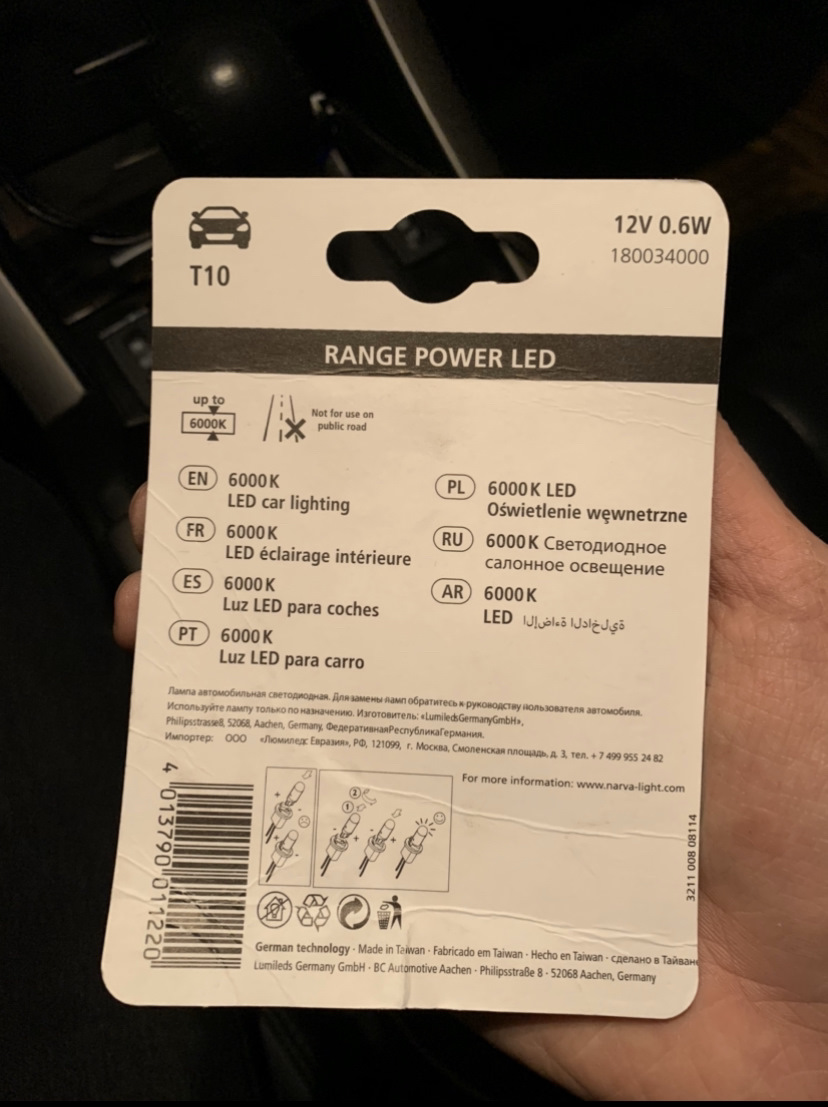 T10
12V 0.6W
180034000
RANGE POWER LED
up to
6000K
Not for use on
public road
EN 6000K
LED car lighting
FR 6000K
LED éclairage intérieure
ES 6000K
Luz LED para coches
PT 6000K
Luz LED para carro
PL 6000K LED
Oświetlenie węwnetrzne
RU 6000K Светодиодное
салонное освещение
AR 6000K
LED الإضاءة الداخلية
Лампа автомобильная светодиодная. Для замены ламп обратитесь к руководству пользователя автомобиля.
Используйте лампу только по назначению. Изготовитель: «LumiledsGermanyGmbH»,
Philipsstrasse8, 52068, Aachen, Germany, ФедеративнаяРеспубликаГермания.
Импортер: ООО «Люмиледс Евразия», РФ, 121099, г. Москва, Смоленская площадь, д. 3, тел. +7 499 955 24 82
For more information: www.narva-light.com
4 013790 011220
+ -
+ -
1 2
- +
- +
3211 008 08114
German technology · Made in Taiwan · Fabricado em Taiwan · Hecho en Taiwan · сделано в Тайване
Lumileds Germany GmbH · BC Automotive Aachen · Philipsstraße 8 · 52068 Aachen, Germany